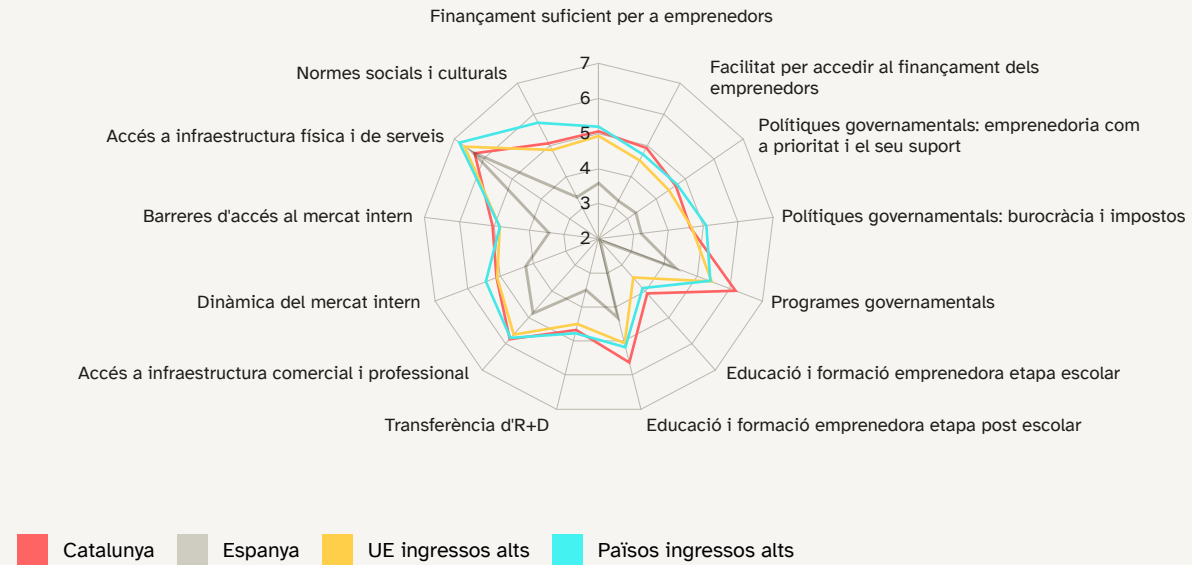 Finançament suficient per a emprenedors
Normes socials i culturals
7
Facilitat per accedir al finançament dels
emprenedors
6
Accés a infraestructura física i de serveis
5
Polítiques governamentals: emprenedoria com
a prioritat i el seu suport
4
3
Barreres d'accés al mercat intern
Polítiques governamentals: burocràcia i impostos
2
Dinàmica del mercat intern
Programes governamentals
Accés a infraestructura comercial i professional
Educació i formació emprenedora etapa escolar
Transferència d'R+D
Educació i formació emprenedora etapa post escolar
Catalunya
Espanya
UE ingressos alts
Països ingressos alts